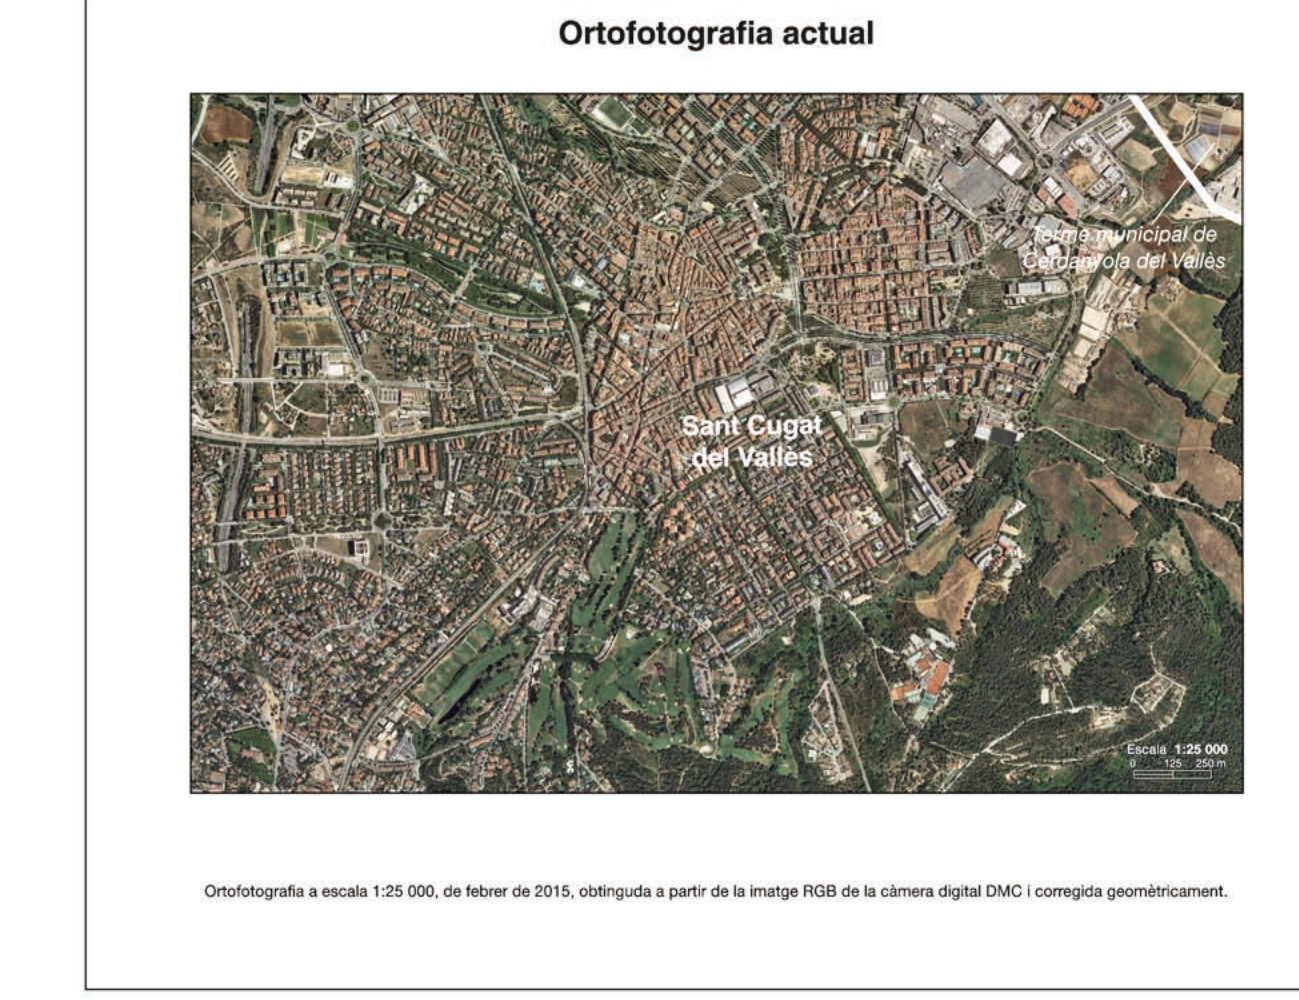 Ortofotografia actual
Terme municipal de
Cerdanyola del Vallès
Sant Cugat
del Vallès
Escala 1:25 000
0 125 250 m
Ortofotografia a escala 1:25 000, de febrer de 2015, obtinguda a partir de la imatge RGB de la càmera digital DMC i corregida geomètricament.